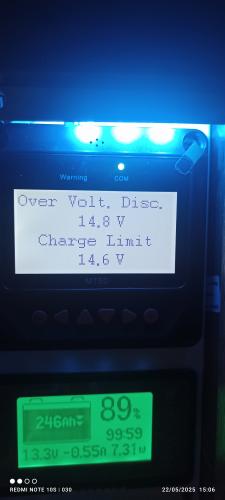 Warning
COM
Over Volt. Disc.
14.8 V
Charge Limit
14.6 V
MT50
246Ah
89%
99:59
13.3V -0.55A 7.31W
REDMI NOTE 10S | 030
22/05/2025 15:06